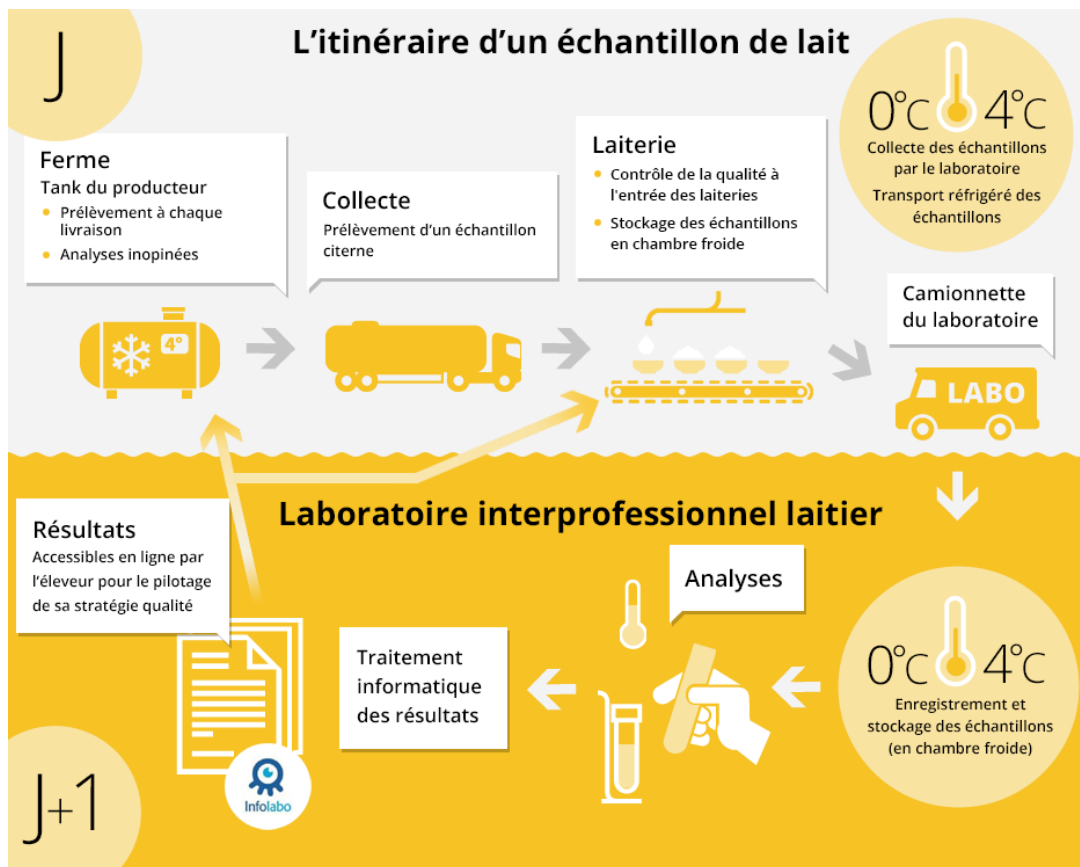 J
L’itinéraire d’un échantillon de lait
0°C 4°C
Collecte des échantillons
par le laboratoire
Transport réfrigéré des
échantillons
Ferme
Tank du producteur
• Prélèvement à chaque
livraison
• Analyses inopinées
Collecte
Prélèvement d’un échantillon
citerne
Laiterie
• Contrôle de la qualité à
l'entrée des laiteries
• Stockage des échantillons
en chambre froide
Camionnette
du laboratoire
4°
LABO
Laboratoire interprofessionnel laitier
0°C 4°C
Enregistrement et
stockage des échantillons
(en chambre froide)
Analyses
Traitement
informatique
des résultats
Résultats
Accessibles en ligne par
l’éleveur pour le pilotage
de sa stratégie qualité
Infolabo
J+1